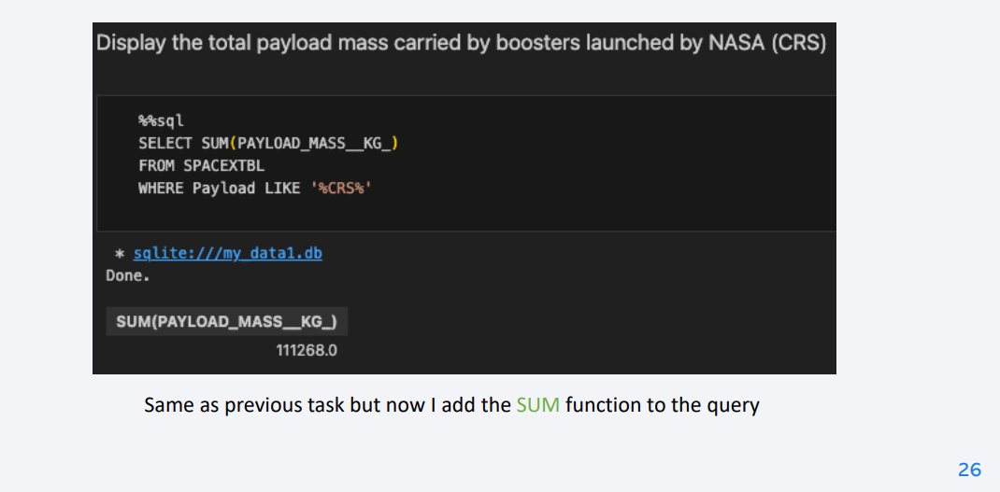 Display the total payload mass carried by boosters launched by NASA (CRS)
%%sql
SELECT SUM(PAYLOAD_MASS__KG_)
FROM SPACEXTBL
WHERE Payload LIKE '%CRS%'
* sqlite:///my_data1.db
Done.
SUM(PAYLOAD_MASS__KG_)
111268.0
Same as previous task but now I add the SUM function to the query
26